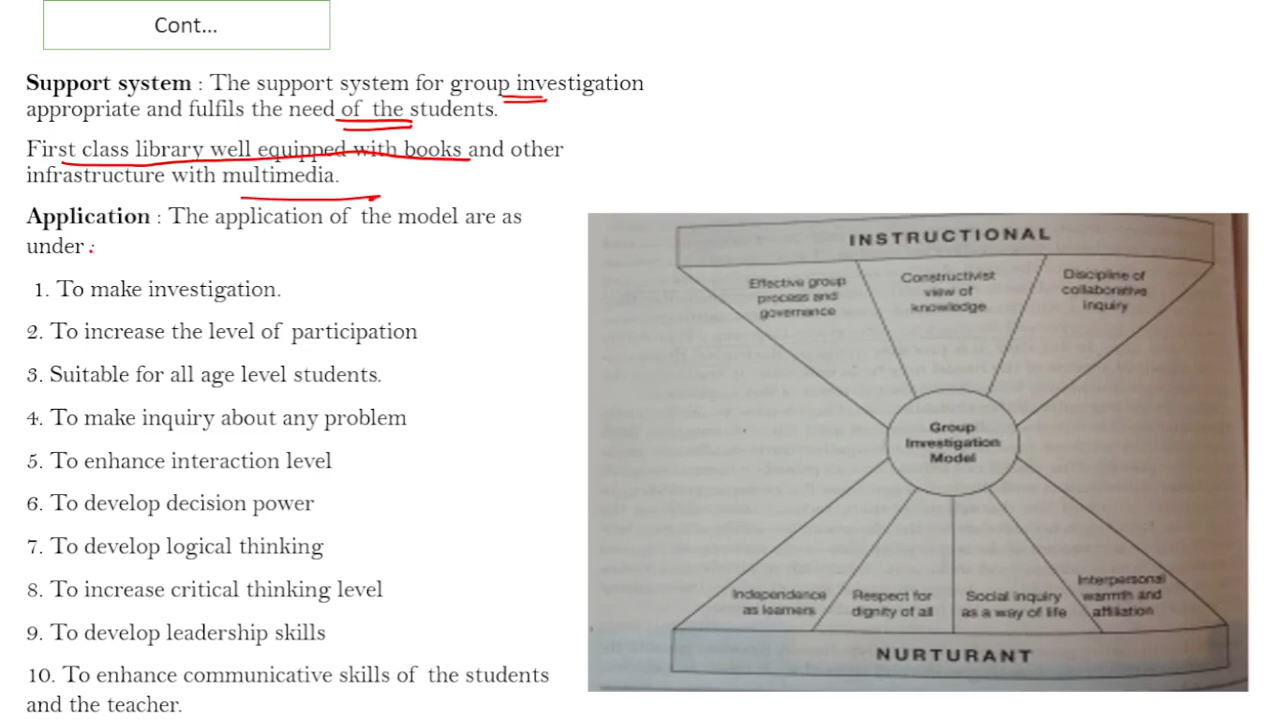 Cont...
Support system : The support system for group investigation
appropriate and fulfils the need of the students.
First class library well equipped with books and other
infrastructure with multimedia.
Application : The application of the model are as
under :
1. To make investigation.
2. To increase the level of participation
3. Suitable for all age level students.
4. To make inquiry about any problem
5. To enhance interaction level
6. To develop decision power
7. To develop logical thinking
8. To increase critical thinking level
9. To develop leadership skills
10. To enhance communicative skills of the students
and the teacher.
INSTRUCTIONAL
Effective group
process and
governance
Constructivist
view of
knowledge
Discipline of
collaborative
inquiry
Group
Investigation
Model
Independence
as learners
Respect for
dignity of all
Social inquiry
as a way of life
Interpersonal
warmth and
affiliation
NURTURANT